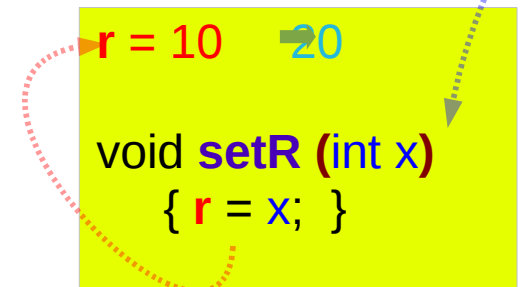 r = 10 20
void setR (int x)
{ r = x; }